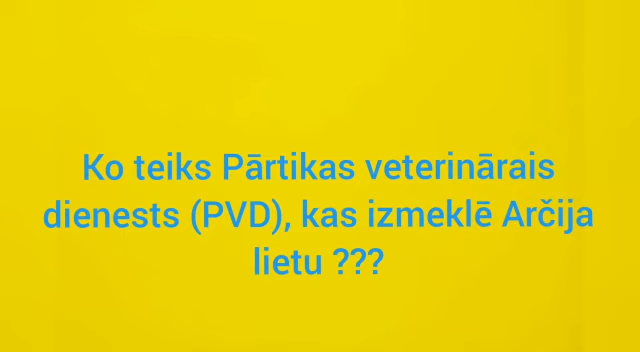 Ko teiks Pārtikas veterinārais
dienests (PVD), kas izmeklē Arčija
lietu ???